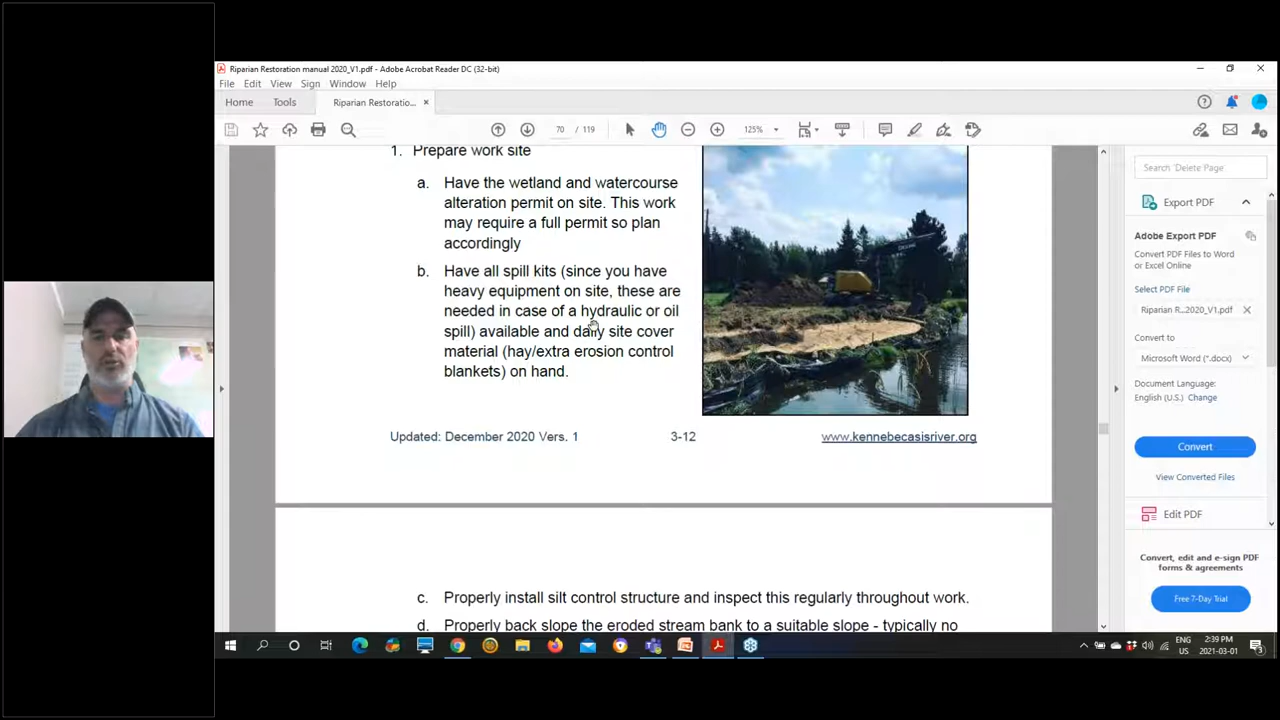 Riparian Restoration manual 2020_V1.pdf - Adobe Acrobat Reader DC (32-bit)
File Edit View Sign Window Help
Home Tools Riparian Restoratio... ×
70 / 119 125%
1. Prepare work site
a. Have the wetland and watercourse
alteration permit on site. This work
may require a full permit so plan
accordingly
b. Have all spill kits (since you have
heavy equipment on site, these are
needed in case of a hydraulic or oil
spill) available and daily site cover
material (hay/extra erosion control
blankets) on hand.
Updated: December 2020 Vers. 1 3-12 www.kennebecasisriver.org
c. Properly install silt control structure and inspect this regularly throughout work.
d. Properly back slope the eroded stream bank to a suitable slope - typically no
Search 'Delete Page'
Export PDF
Adobe Export PDF
Convert PDF Files to Word
or Excel Online
Select PDF File
Riparian R...2020_V1.pdf ×
Convert to
Microsoft Word (*.docx)
Document Language:
English (U.S.) Change
Convert
View Converted Files
Edit PDF
Convert, edit and e-sign PDF
forms & agreements
Free 7-Day Trial
ENG
US
2:39 PM
2021-03-01
3